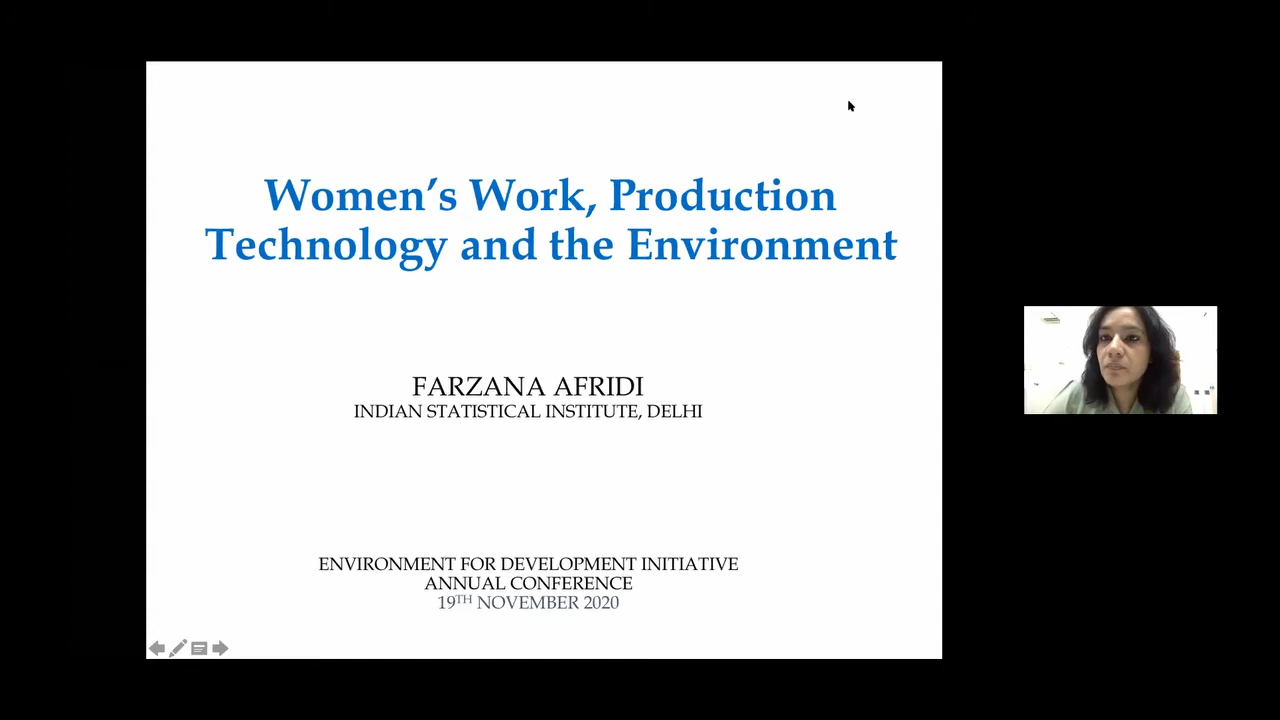 Women’s Work, Production
Technology and the Environment
FARZANA AFRIDI
INDIAN STATISTICAL INSTITUTE, DELHI
ENVIRONMENT FOR DEVELOPMENT INITIATIVE
ANNUAL CONFERENCE
19TH NOVEMBER 2020